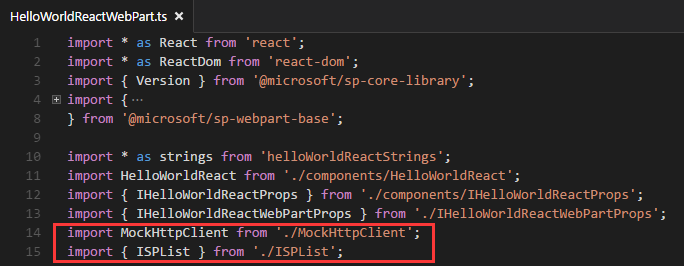 HelloWorldReactWebPart.ts ×
1 import * as React from 'react';
2 import * as ReactDom from 'react-dom';
3 import { Version } from '@microsoft/sp-core-library';
4 import {…
8 } from '@microsoft/sp-webpart-base';
9
10 import * as strings from 'helloWorldReactStrings';
11 import HelloWorldReact from './components/HelloWorldReact';
12 import { IHelloWorldReactProps } from './components/IHelloWorldReactProps';
13 import { IHelloWorldReactWebPartProps } from './IHelloWorldReactWebPartProps';
14 import MockHttpClient from './MockHttpClient';
15 import { ISPList } from './ISPList';